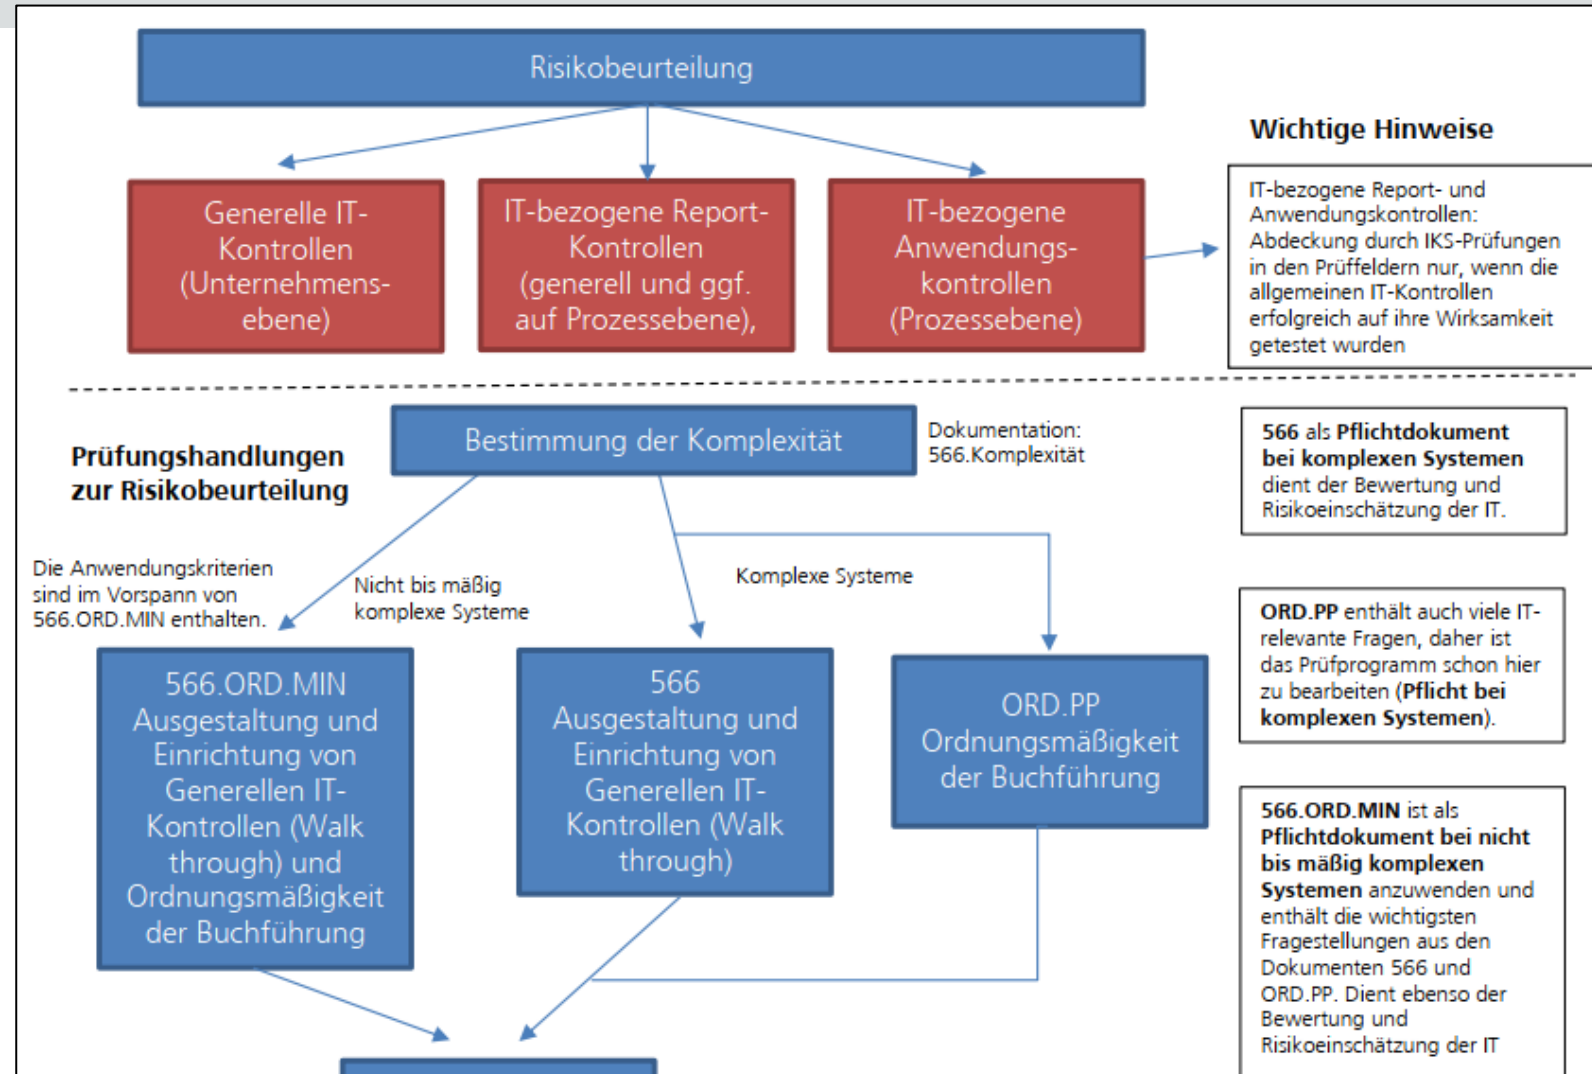 Risikobeurteilung
Wichtige Hinweise
Generelle IT-
Kontrollen
(Unternehmens-
ebene)
IT-bezogene Report-
Kontrollen
(generell und ggf.
auf Prozessebene),
IT-bezogene
Anwendungs-
kontrollen
(Prozessebene)
IT-bezogene Report- und
Anwendungskontrollen:
Abdeckung durch IKS-Prüfungen
in den Prüffeldern nur, wenn die
allgemeinen IT-Kontrollen
erfolgreich auf ihre Wirksamkeit
getestet wurden
Prüfungshandlungen
zur Risikobeurteilung
Bestimmung der Komplexität
Dokumentation:
566.Komplexität
566 als Pflichtdokument
bei komplexen Systemen
dient der Bewertung und
Risikoeinschätzung der IT.
Die Anwendungskriterien
sind im Vorspann von
566.ORD.MIN enthalten.
Nicht bis mäßig
komplexe Systeme
Komplexe Systeme
ORD.PP enthält auch viele IT-
relevante Fragen, daher ist
das Prüfprogramm schon hier
zu bearbeiten (Pflicht bei
komplexen Systemen).
566.ORD.MIN
Ausgestaltung und
Einrichtung von
Generellen IT-
Kontrollen (Walk
through) und
Ordnungsmäßigkeit
der Buchführung
566
Ausgestaltung und
Einrichtung von
Generellen IT-
Kontrollen (Walk
through)
ORD.PP
Ordnungsmäßigkeit
der Buchführung
566.ORD.MIN ist als
Pflichtdokument bei nicht
bis mäßig komplexen
Systemen anzuwenden und
enthält die wichtigsten
Fragestellungen aus den
Dokumenten 566 und
ORD.PP. Dient ebenso der
Bewertung und
Risikoeinschätzung der IT